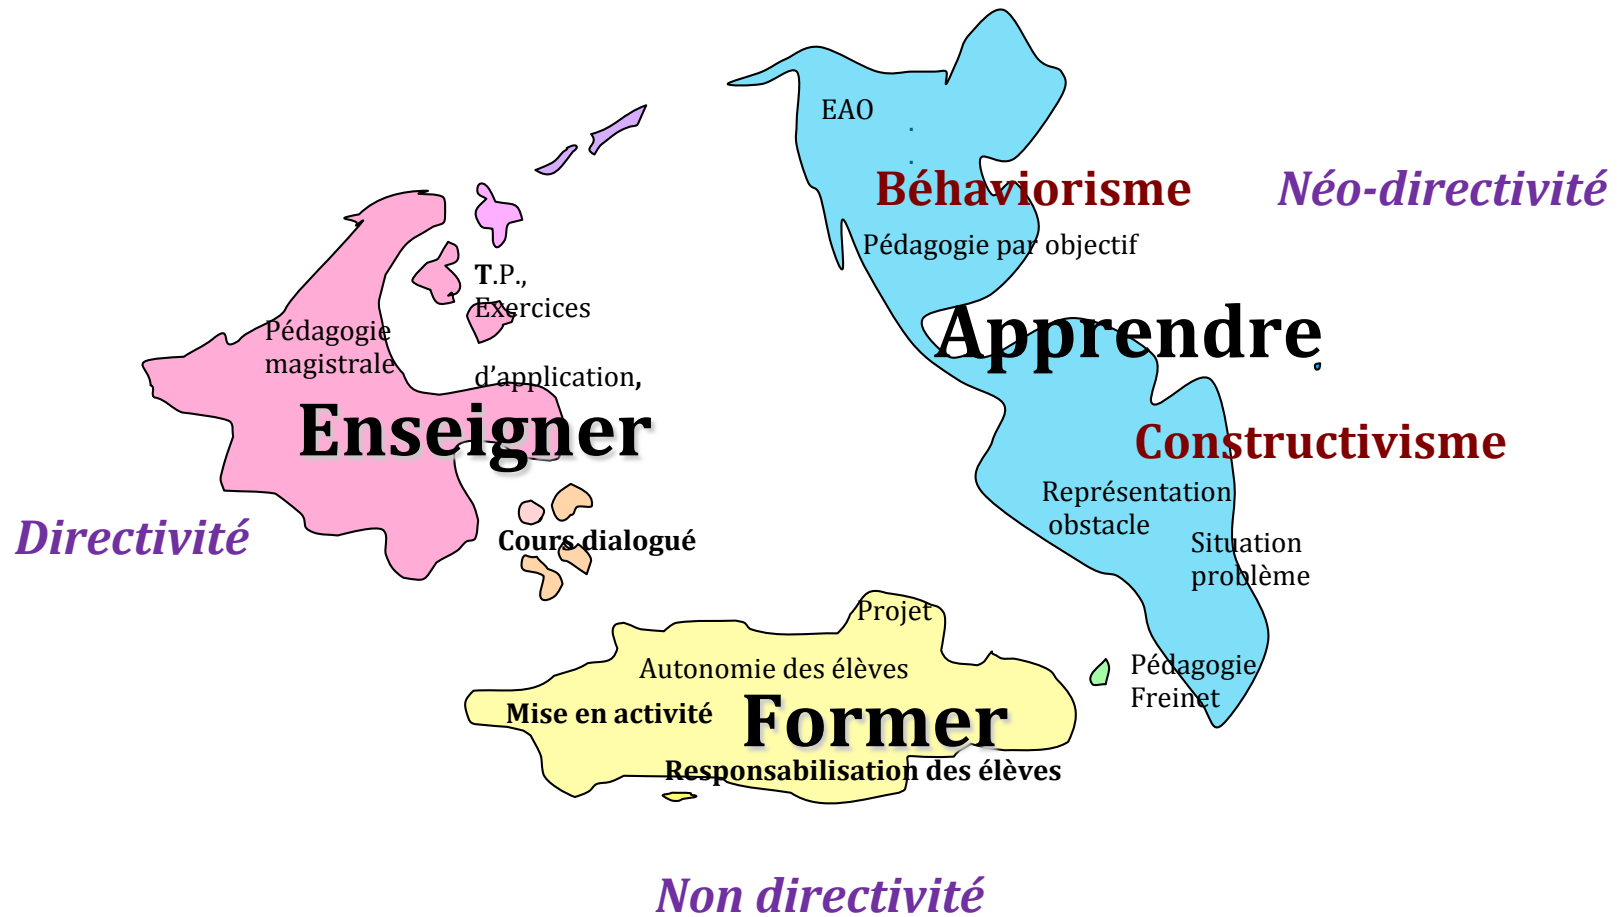 EAO
Béhaviorisme
Néo-directivité
Pédagogie par objectif
T.P.,
Exercices
d’application,
Pédagogie
magistrale
Apprendre
Enseigner
Constructivisme
Représentation
obstacle
Situation
problème
Directivité
Cours dialogué
Projet
Autonomie des élèves
Mise en activité
Former
Responsabilisation des élèves
Pédagogie
Freinet
Non directivité